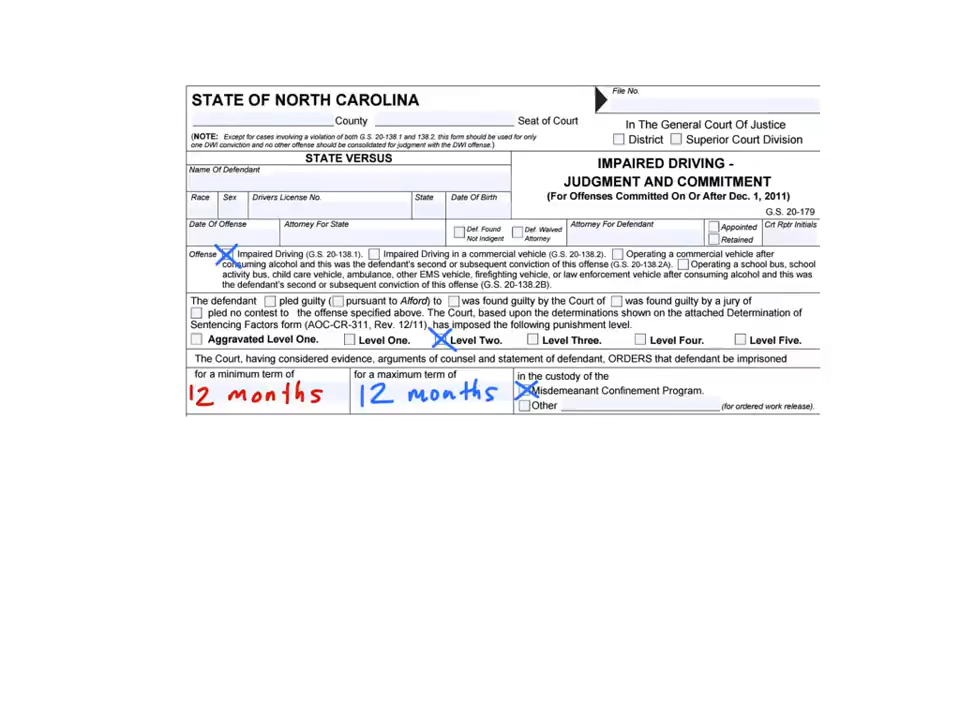 STATE OF NORTH CAROLINA
File No.
County
Seat of Court
In The General Court Of Justice
District
Superior Court Division
(NOTE: Except for cases involving a violation of both G.S. 20-138.1 and 138.2, this form should be used for only
one DWI conviction and no other offense should be consolidated for judgment with the DWI offense.)
STATE VERSUS
Name Of Defendant
IMPAIRED DRIVING -
JUDGMENT AND COMMITMENT
(For Offenses Committed On Or After Dec. 1, 2011)
G.S. 20-179
Race Sex Drivers License No. State Date Of Birth
Date Of Offense Attorney For State Def. Found Not Indigent Def. Waived Attorney Attorney For Defendant Appointed Retained Crt Rptr Initials
Offense Impaired Driving (G.S. 20-138.1) Impaired Driving in a commercial vehicle (G.S. 20-138.2) Operating a commercial vehicle after
consuming alcohol and this was the defendant's second or subsequent conviction of this offense (G.S. 20-138.2A) Operating a school bus, school
activity bus, child care vehicle, ambulance, other EMS vehicle, firefighting vehicle, or law enforcement vehicle after consuming alcohol and this was
the defendant's second or subsequent conviction of this offense (G.S. 20-138.2B).
The defendant pled guilty (pursuant to Alford) to was found guilty by the Court of was found guilty by a jury of
pled no contest to the offense specified above. The Court, based upon the determinations shown on the attached Determination of
Sentencing Factors form (AOC-CR-311, Rev. 12/11), has imposed the following punishment level.
Aggravated Level One. Level One. Level Two. Level Three. Level Four. Level Five.
The Court, having considered evidence, arguments of counsel and statement of defendant, ORDERS that defendant be imprisoned
for a minimum term of
12 months
for a maximum term of
12 months
in the custody of the
Misdemeanant Confinement Program.
Other (for ordered work release).